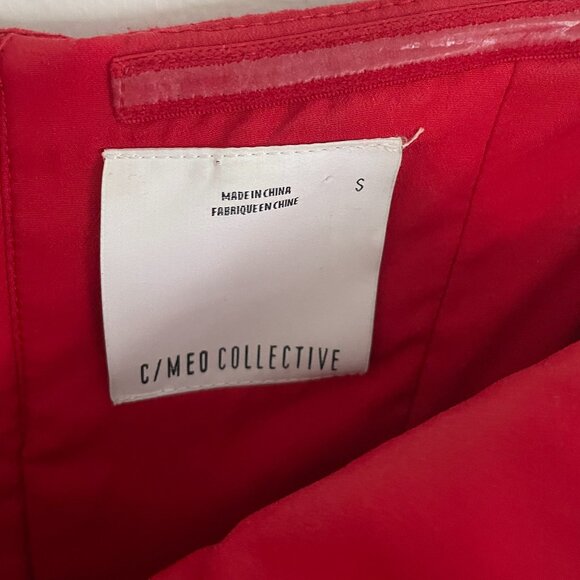 MADE IN CHINA
FABRIQUE EN CHINE
S
C/MEO COLLECTIVE